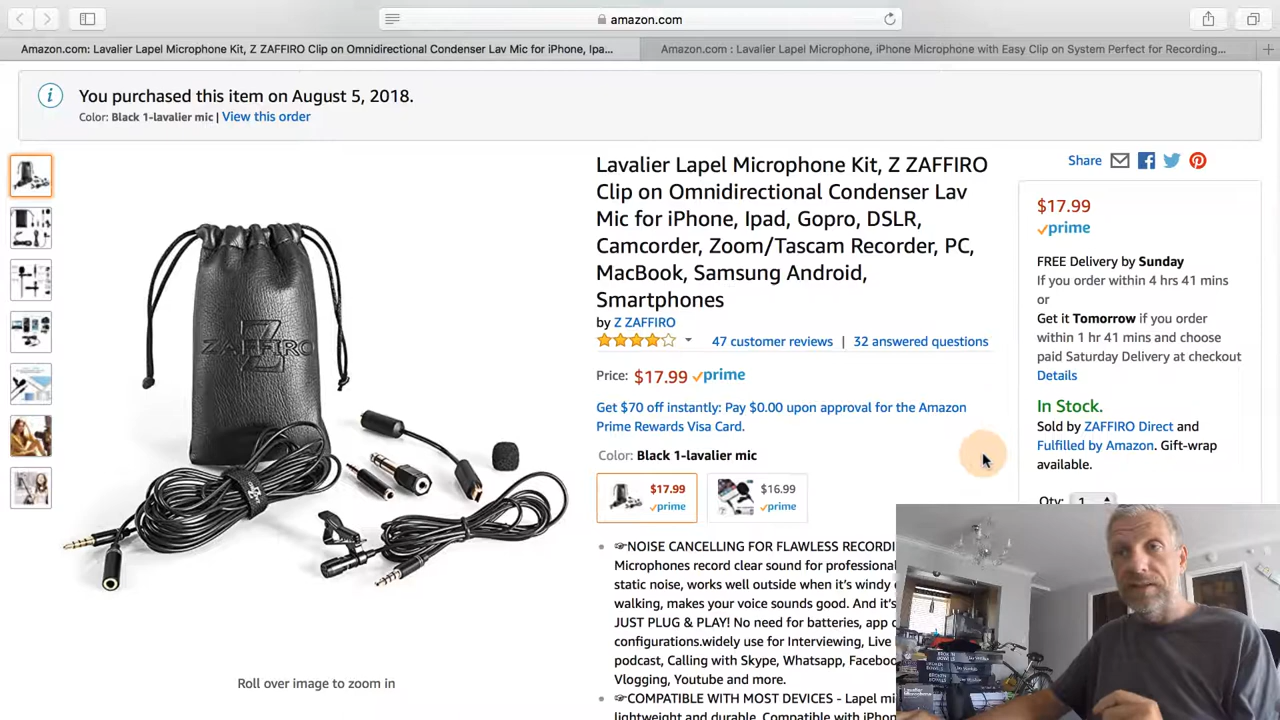 amazon.com
Amazon.com: Lavalier Lapel Microphone Kit, Z ZAFFIRO Clip on Omnidirectional Condenser Lav Mic for iPhone, Ipa...
Amazon.com : Lavalier Lapel Microphone, iPhone Microphone with Easy Clip on System Perfect for Recording...
You purchased this item on August 5, 2018.
Color: Black 1-lavalier mic | View this order
Lavalier Lapel Microphone Kit, Z ZAFFIRO
Clip on Omnidirectional Condenser Lav
Mic for iPhone, Ipad, Gopro, DSLR,
Camcorder, Zoom/Tascam Recorder, PC,
MacBook, Samsung Android,
Smartphones
by Z ZAFFIRO
47 customer reviews | 32 answered questions
Price: $17.99 prime
Get $70 off instantly: Pay $0.00 upon approval for the Amazon
Prime Rewards Visa Card.
Color: Black 1-lavalier mic
$17.99
prime
$16.99
prime
☞NOISE CANCELLING FOR FLAWLESS RECORDI
Microphones record clear sound for professional
static noise, works well outside when it's windy
walking, makes your voice sounds good. And it's
JUST PLUG & PLAY! No need for batteries, app
configurations.widely use for Interviewing, Live
podcast, Calling with Skype, Whatsapp, Faceboo
Vlogging, Youtube and more.
☞COMPATIBLE WITH MOST DEVICES - Lapel mi
lightweight and durable. Compatible with iPhon
Share
$17.99
prime
FREE Delivery by Sunday
If you order within 4 hrs 41 mins
or
Get it Tomorrow if you order
within 1 hr 41 mins and choose
paid Saturday Delivery at checkout
Details
In Stock.
Sold by ZAFFIRO Direct and
Fulfilled by Amazon. Gift-wrap
available.
Qty: 1
Z
ZAFFIRO
Roll over image to zoom in